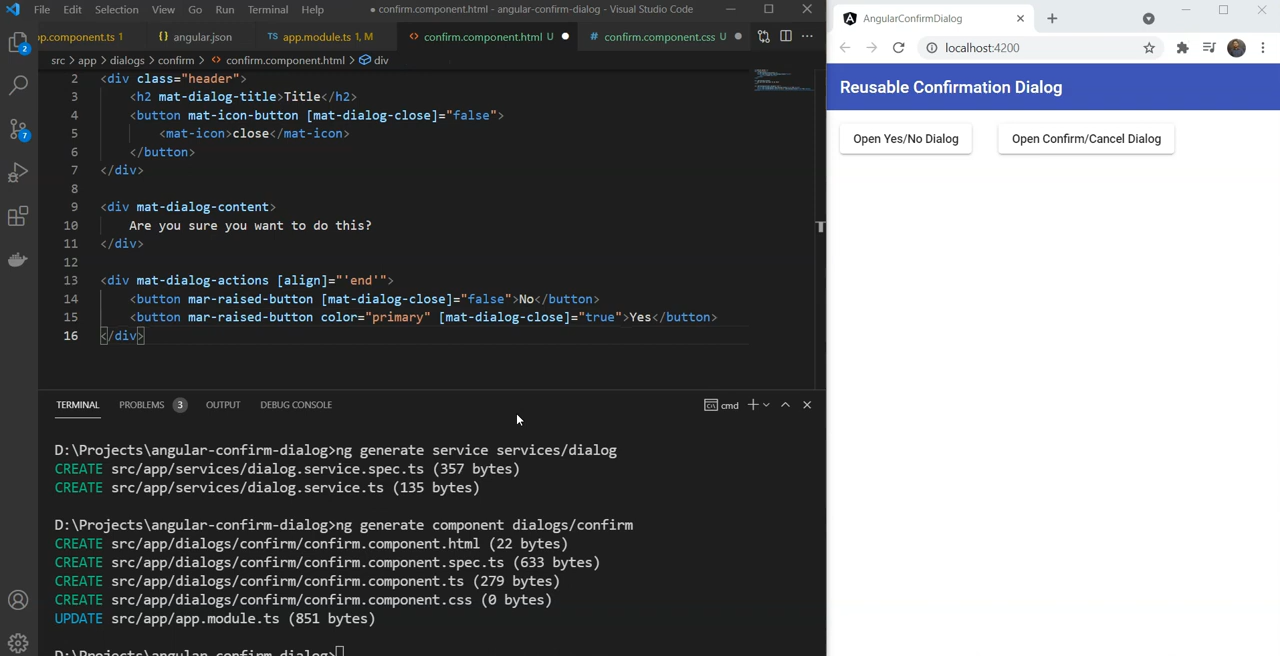 File Edit Selection View Go Run Terminal Help ● confirm.component.html - angular-confirm-dialog - Visual Studio Code
pp.component.ts 1 {} angular.json TS app.module.ts 1, M <> confirm.component.html U ● # confirm.component.css U ●
src > app > dialogs > confirm > <> confirm.component.html > div
2 <div class="header">
3 <h2 mat-dialog-title>Title</h2>
4 <button mat-icon-button [mat-dialog-close]="false">
5 <mat-icon>close</mat-icon>
6 </button>
7 </div>
8
9 <div mat-dialog-content>
10 Are you sure you want to do this?
11 </div>
12
13 <div mat-dialog-actions [align]="'end'">
14 <button mar-raised-button [mat-dialog-close]="false">No</button>
15 <button mar-raised-button color="primary" [mat-dialog-close]="true">Yes</button>
16 </div>
2
7
TERMINAL PROBLEMS 3 OUTPUT DEBUG CONSOLE cmd
D:\Projects\angular-confirm-dialog>ng generate service services/dialog
CREATE src/app/services/dialog.service.spec.ts (357 bytes)
CREATE src/app/services/dialog.service.ts (135 bytes)
D:\Projects\angular-confirm-dialog>ng generate component dialogs/confirm
CREATE src/app/dialogs/confirm/confirm.component.html (22 bytes)
CREATE src/app/dialogs/confirm/confirm.component.spec.ts (633 bytes)
CREATE src/app/dialogs/confirm/confirm.component.ts (279 bytes)
CREATE src/app/dialogs/confirm/confirm.component.css (0 bytes)
UPDATE src/app/app.module.ts (851 bytes)
D:\Projects\angular-confirm-dialog>
AngularConfirmDialog
localhost:4200
Reusable Confirmation Dialog
Open Yes/No Dialog Open Confirm/Cancel Dialog